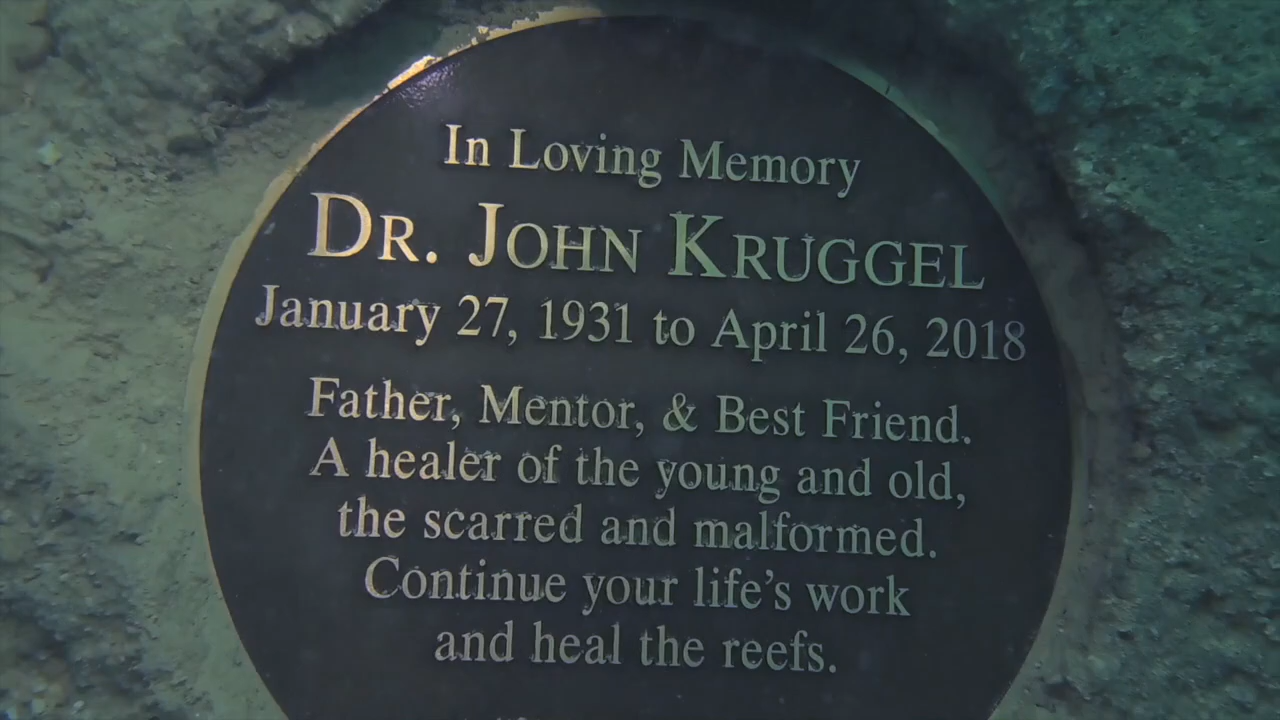 In Loving Memory
DR. JOHN KRUGGEL
January 27, 1931 to April 26, 2018
Father, Mentor, & Best Friend.
A healer of the young and old,
the scarred and malformed.
Continue your life's work
and heal the reefs.